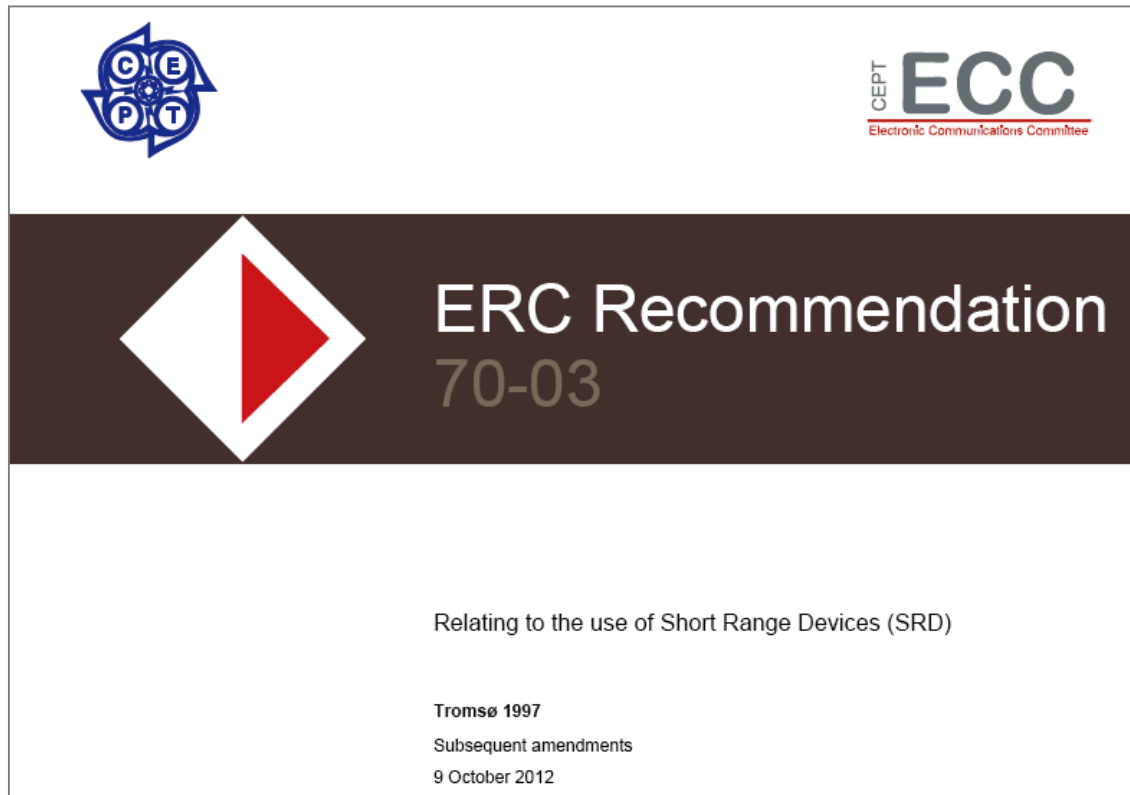 C E
P T
CEPT
ECC
Electronic Communications Committee
ERC Recommendation
70-03
Relating to the use of Short Range Devices (SRD)
Tromsø 1997
Subsequent amendments
9 October 2012